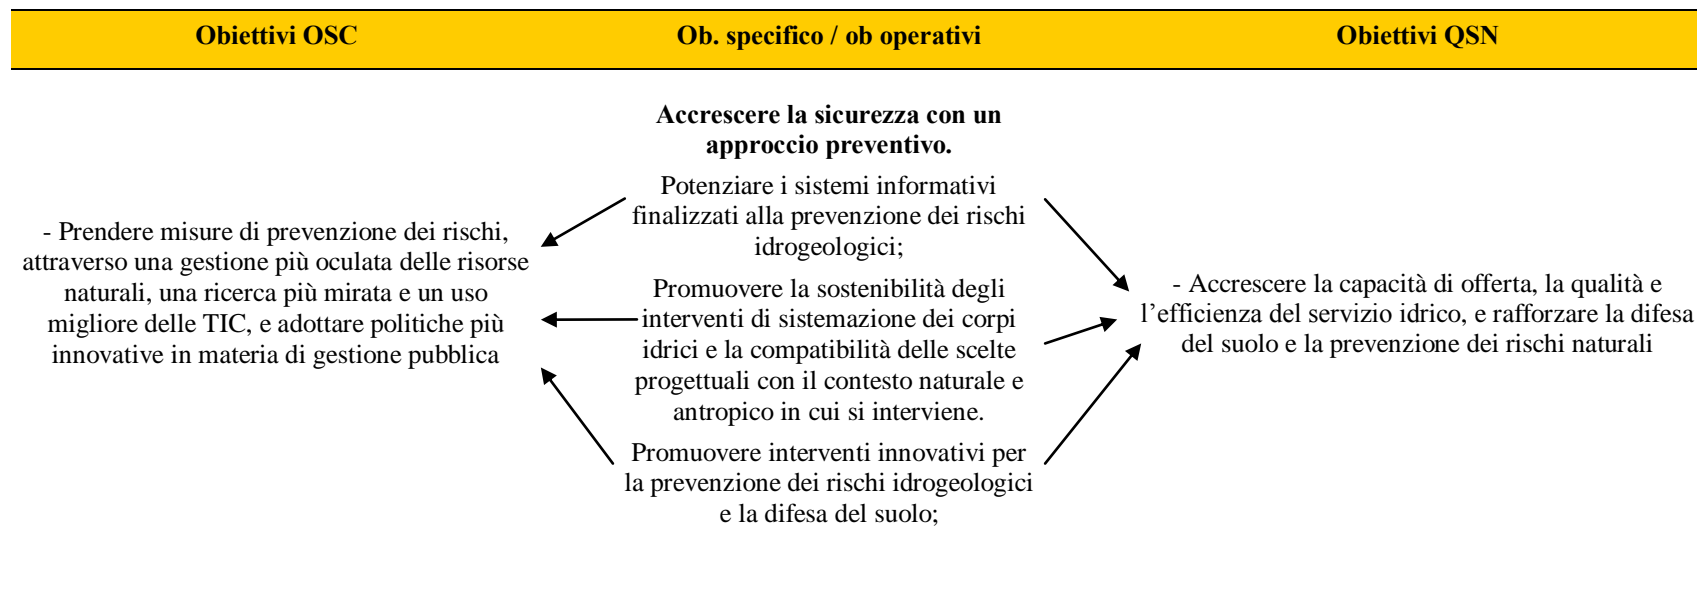 Obiettivi OSC
Ob. specifico / ob operativi
Obiettivi QSN
- Prendere misure di prevenzione dei rischi,
attraverso una gestione più oculata delle risorse
naturali, una ricerca più mirata e un uso
migliore delle TIC, e adottare politiche più
innovative in materia di gestione pubblica
Accrescere la sicurezza con un
approccio preventivo.
Potenziare i sistemi informativi
finalizzati alla prevenzione dei rischi
idrogeologici;
Promuovere la sostenibilità degli
interventi di sistemazione dei corpi
idrici e la compatibilità delle scelte
progettuali con il contesto naturale e
antropico in cui si interviene.
Promuovere interventi innovativi per
la prevenzione dei rischi idrogeologici
e la difesa del suolo;
- Accrescere la capacità di offerta, la qualità e
l’efficienza del servizio idrico, e rafforzare la difesa
del suolo e la prevenzione dei rischi naturali